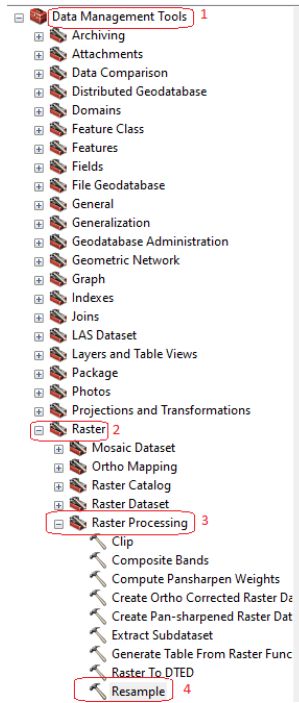 Data Management Tools 1
Archiving
Attachments
Data Comparison
Distributed Geodatabase
Domains
Feature Class
Features
Fields
File Geodatabase
General
Generalization
Geodatabase Administration
Geometric Network
Graph
Indexes
Joins
LAS Dataset
Layers and Table Views
Package
Photos
Projections and Transformations
Raster 2
Mosaic Dataset
Ortho Mapping
Raster Catalog
Raster Dataset
Raster Processing 3
Clip
Composite Bands
Compute Pansharpen Weights
Create Ortho Corrected Raster Da
Create Pan-sharpened Raster Dat
Extract Subdataset
Generate Table From Raster Func
Raster To DTED
Resample 4